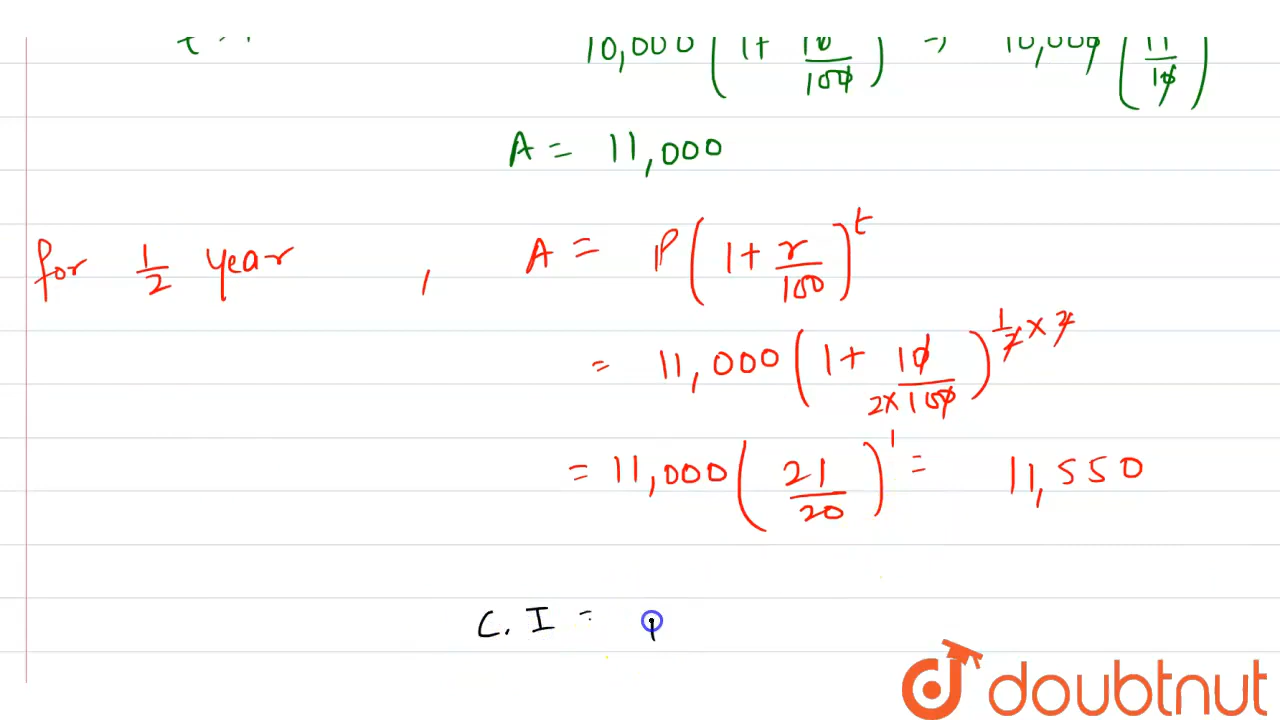 t = 1 10,000 ( 1 + 10/100 ) ⇒ 10,000 ( 11/10 )
A = 11,000
for 1/2 year , A = P ( 1 + r/100 )^t
= 11,000 ( 1 + 10/2×100 )^1/2 × 2
= 11,000 ( 21/20 )^1 = 11,550
C. I =
doubtnut